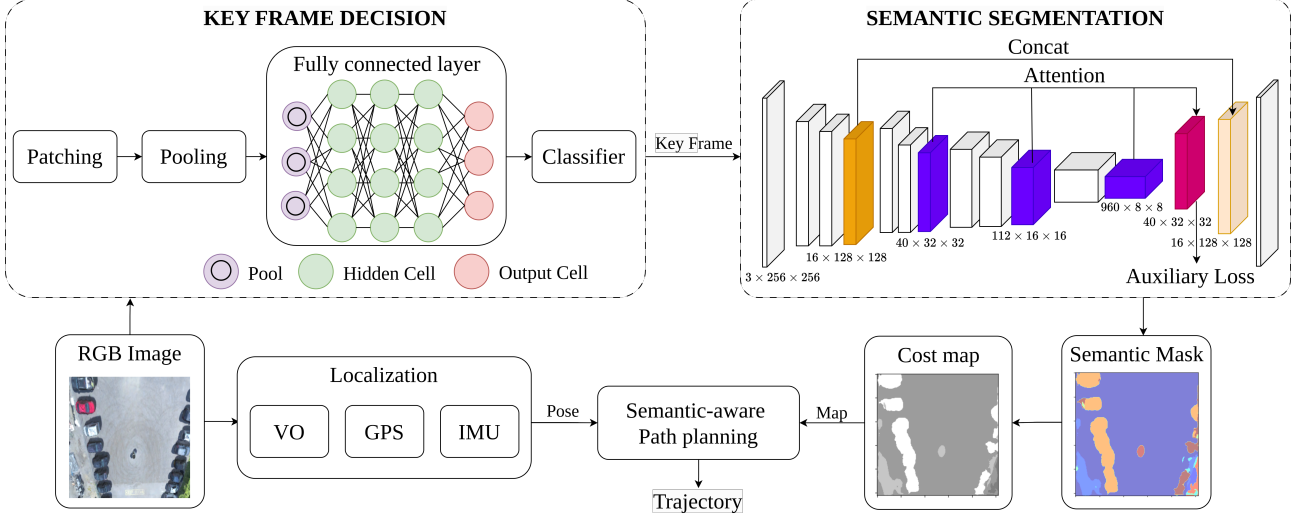 KEY FRAME DECISION
Fully connected layer
Patching
Pooling
Classifier
Pool
Hidden Cell
Output Cell
Key Frame
SEMANTIC SEGMENTATION
Concat
Attention
3 × 256 × 256
16 × 128 × 128
40 × 32 × 32
112 × 16 × 16
960 × 8 × 8
40 × 32 × 32
16 × 128 × 128
Auxiliary Loss
RGB Image
Localization
VO
GPS
IMU
Pose
Semantic-aware
Path planning
Trajectory
Map
Cost map
Semantic Mask